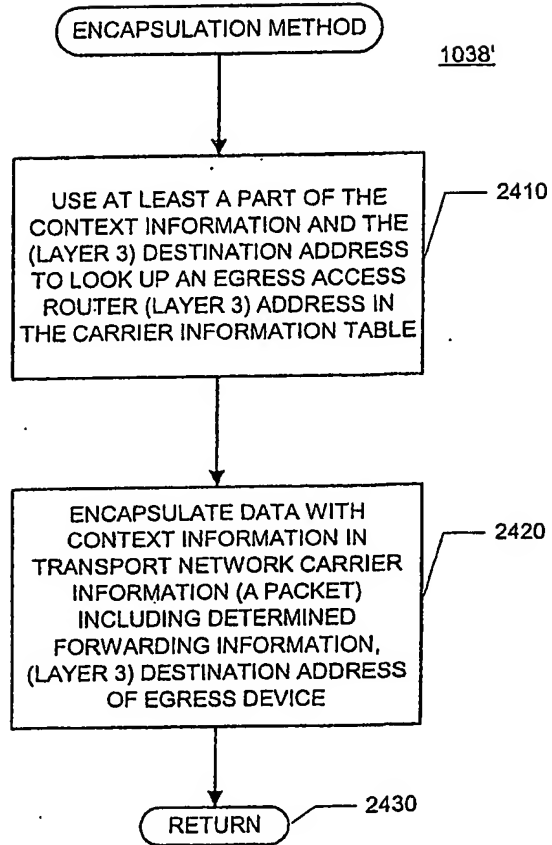 ENCAPSULATION METHOD
1038'
USE AT LEAST A PART OF THE
CONTEXT INFORMATION AND THE
(LAYER 3) DESTINATION ADDRESS
TO LOOK UP AN EGRESS ACCESS
ROUTER (LAYER 3) ADDRESS IN
THE CARRIER INFORMATION TABLE
2410
ENCAPSULATE DATA WITH
CONTEXT INFORMATION IN
TRANSPORT NETWORK CARRIER
INFORMATION (A PACKET)
INCLUDING DETERMINED
FORWARDING INFORMATION,
(LAYER 3) DESTINATION ADDRESS
OF EGRESS DEVICE
2420
RETURN
2430